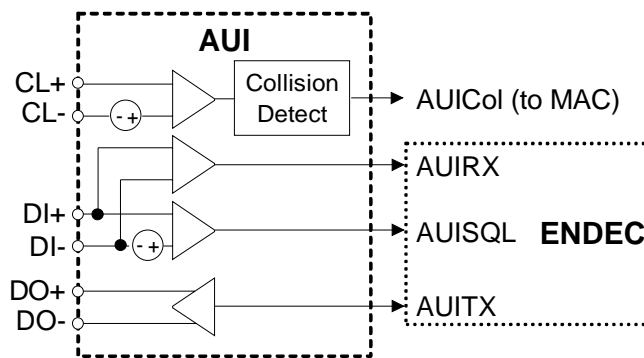 AUI
CL+
CL-
- +
Collision
Detect
AUICol (to MAC)
AUIRX
DI+
DI-
- +
AUISQL
ENDEC
DO+
DO-
AUITX